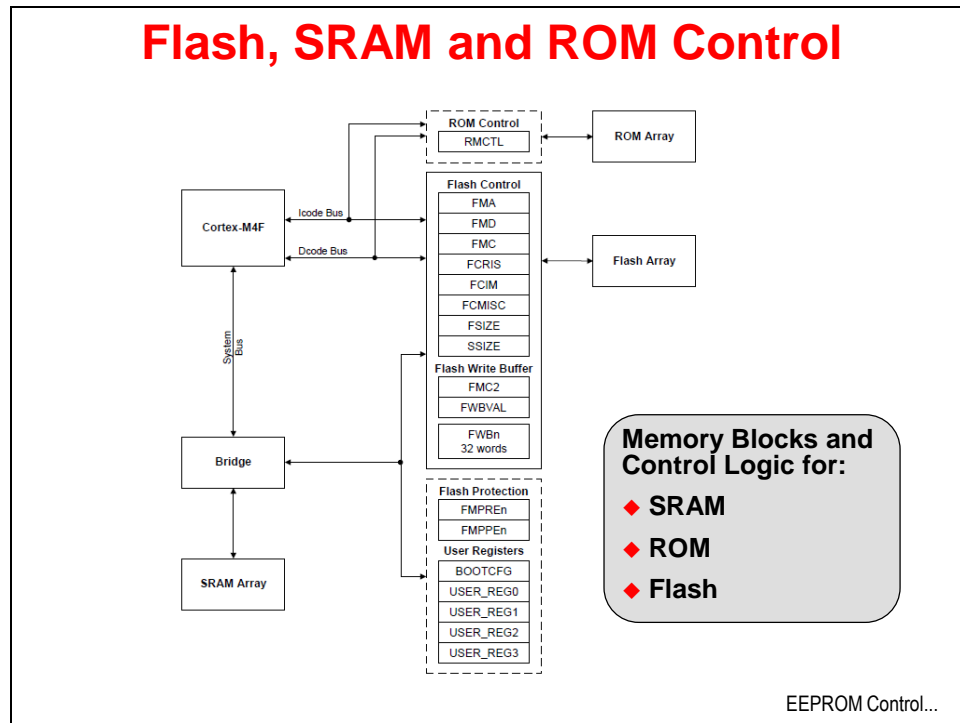 Flash, SRAM and ROM Control
ROM Control
RMCTL
ROM Array
Flash Control
FMA
FMD
FMC
FCRIS
FCIM
FCMISC
FSIZE
SSIZE
Flash Write Buffer
FMC2
FWBVAL
FWBn
32 words
Cortex-M4F
Icode Bus
Dcode Bus
Flash Array
System
Bus
Bridge
SRAM Array
Flash Protection
FMPREn
FMPPEn
User Registers
BOOTCFG
USER_REG0
USER_REG1
USER_REG2
USER_REG3
Memory Blocks and
Control Logic for:
◆ SRAM
◆ ROM
◆ Flash
EEPROM Control...